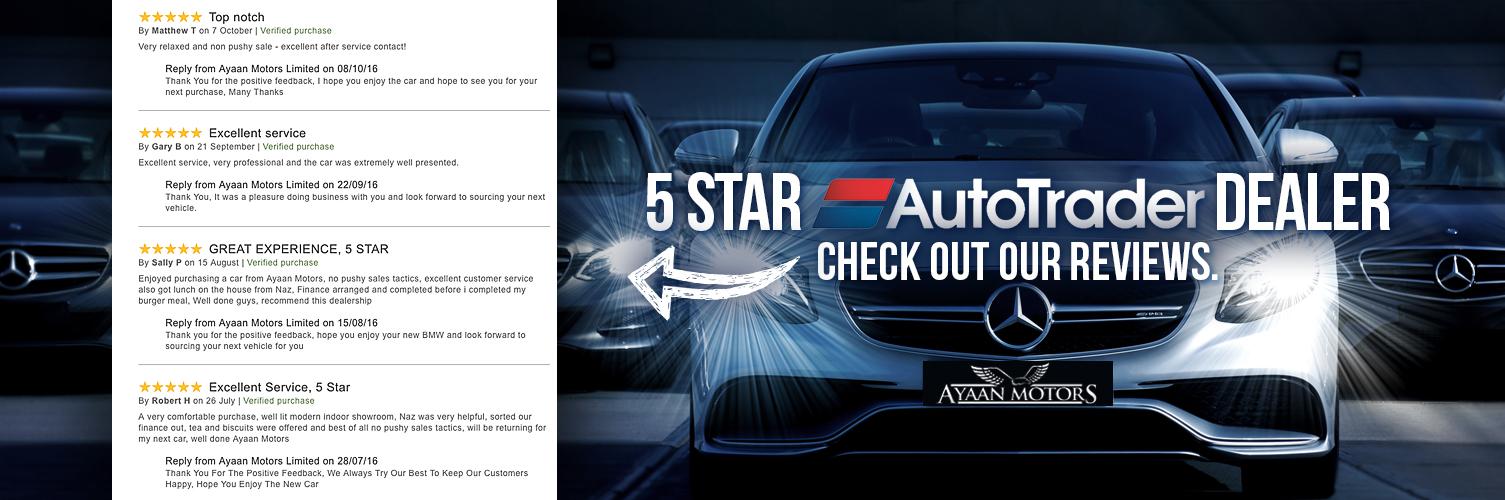 Top notch
By Matthew T on 7 October | Verified purchase
Very relaxed and non pushy sale - excellent after service contact!
Reply from Ayaan Motors Limited on 08/10/16
Thank You for the positive feedback, I hope you enjoy the car and hope to see you for your
next purchase, Many Thanks
Excellent service
By Gary B on 21 September | Verified purchase
Excellent service, very professional and the car was extremely well presented.
Reply from Ayaan Motors Limited on 22/09/16
Thank You, It was a pleasure doing business with you and look forward to sourcing your next
vehicle.
GREAT EXPERIENCE, 5 STAR
By Sally P on 15 August | Verified purchase
Enjoyed purchasing a car from Ayaan Motors, no pushy sales tactics, excellent customer service
also got lunch on the house from Naz, Finance arranged and completed before i completed my
burger meal, Well done guys, recommend this dealership
Reply from Ayaan Motors Limited on 15/08/16
Thank you for the positive feedback, hope you enjoy your new BMW and look forward to
sourcing your next vehicle for you
Excellent Service, 5 Star
By Robert H on 26 July | Verified purchase
A very comfortable purchase, well lit modern indoor showroom, Naz was very helpful, sorted our
finance out, tea and biscuits were offered and best of all no pushy sales tactics, will be returning for
my next car, well done Ayaan Motors
Reply from Ayaan Motors Limited on 28/07/16
Thank You For The Positive Feedback, We Always Try Our Best To Keep Our Customers
Happy, Hope You Enjoy The New Car
5 STAR AutoTrader DEALER
CHECK OUT OUR REVIEWS.
AYAAN MOTORS